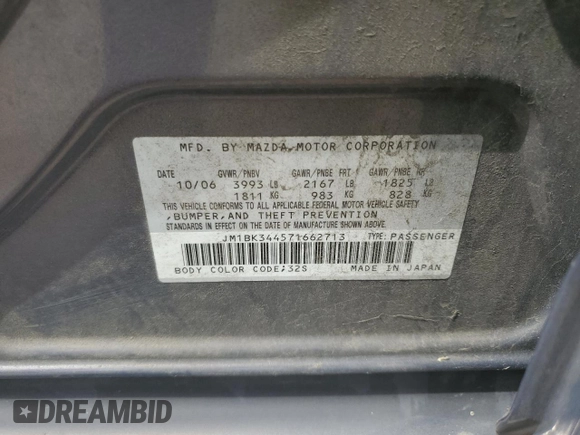 MFD. BY MAZDA MOTOR CORPORATION
DATE GVWR/PNBV GAWR/PNBE FRT GAWR/PNBE RR
10/06 3993 LB 2167 LB 1825 LB
1811 KG 983 KG 828 KG
THIS VEHICLE CONFORMS TO ALL APPLICABLE FEDERAL MOTOR VEHICLE SAFETY
,BUMPER,AND THEFT PREVENTION
STANDARDS IN EFFECT ON THE DATE OF MANUFACTURE SHOWN ABOVE.
JM1BK344571662713 TYPE: PASSENGER
BODY COLOR CODE:32S MADE IN JAPAN
DREAMBID